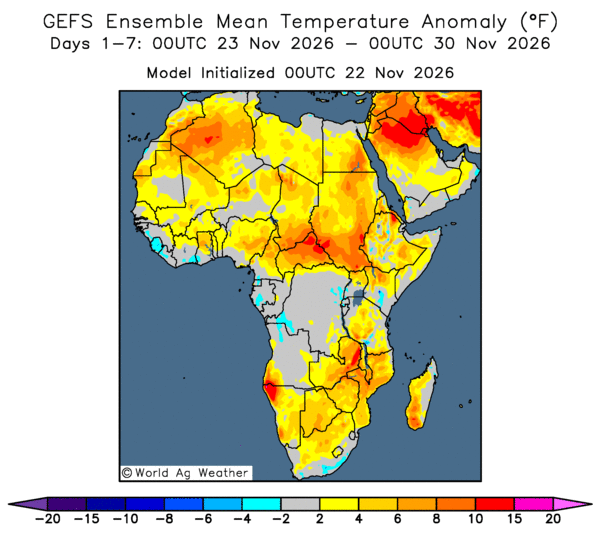 GEFS Ensemble Mean Temperature Anomaly (°F)
Days 1–7: 00UTC 23 Nov 2026 – 00UTC 30 Nov 2026
Model Initialized 00UTC 22 Nov 2026
©World Ag Weather
−20 −15 −10 −8 −6 −4 −2 2 4 6 8 10 15 20